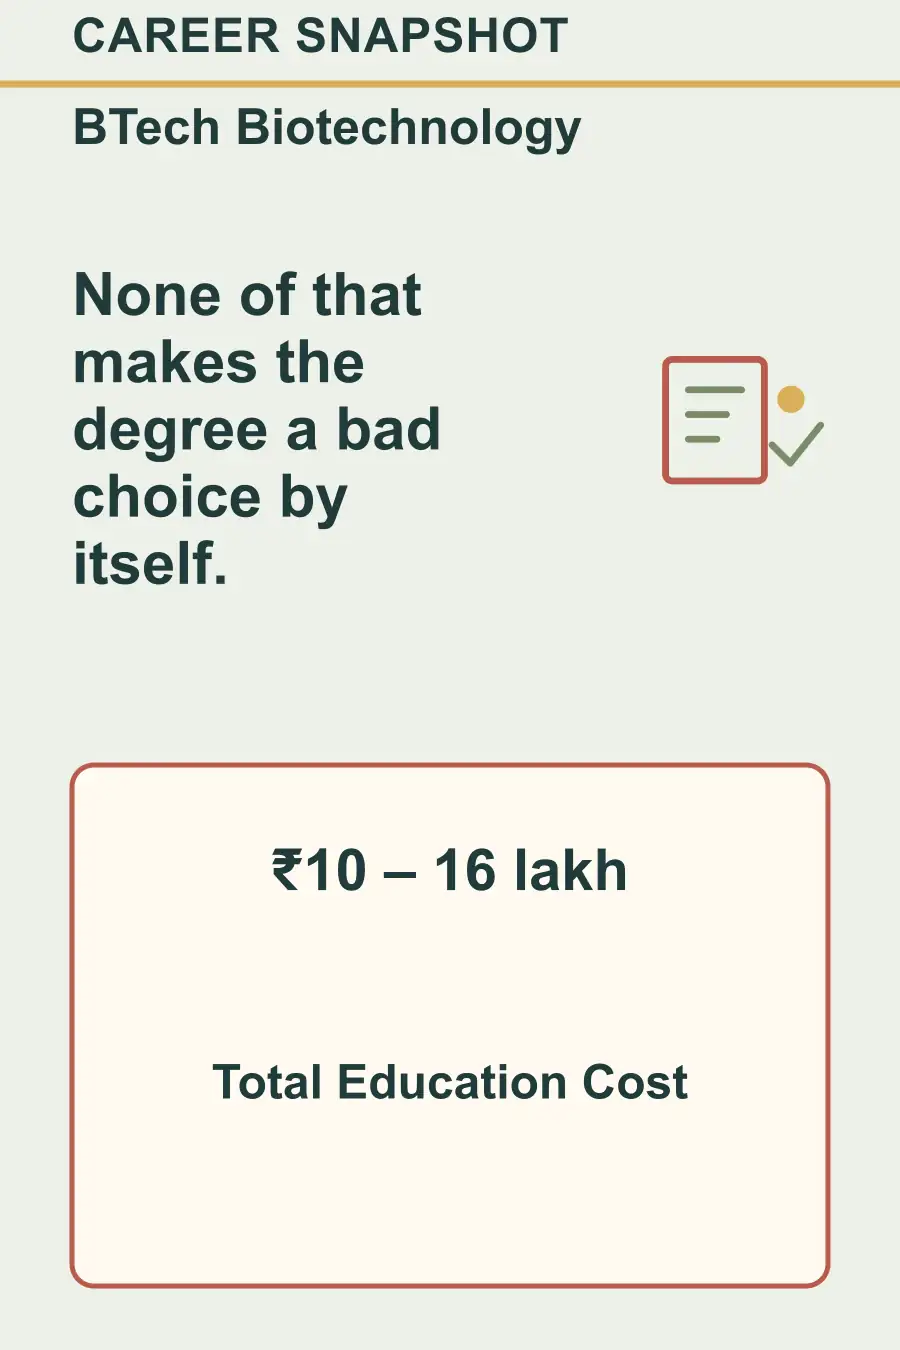 CAREER SNAPSHOT
BTech Biotechnology
None of that
makes the
degree a bad
choice by
itself.
₹10 – 16 lakh
Total Education Cost